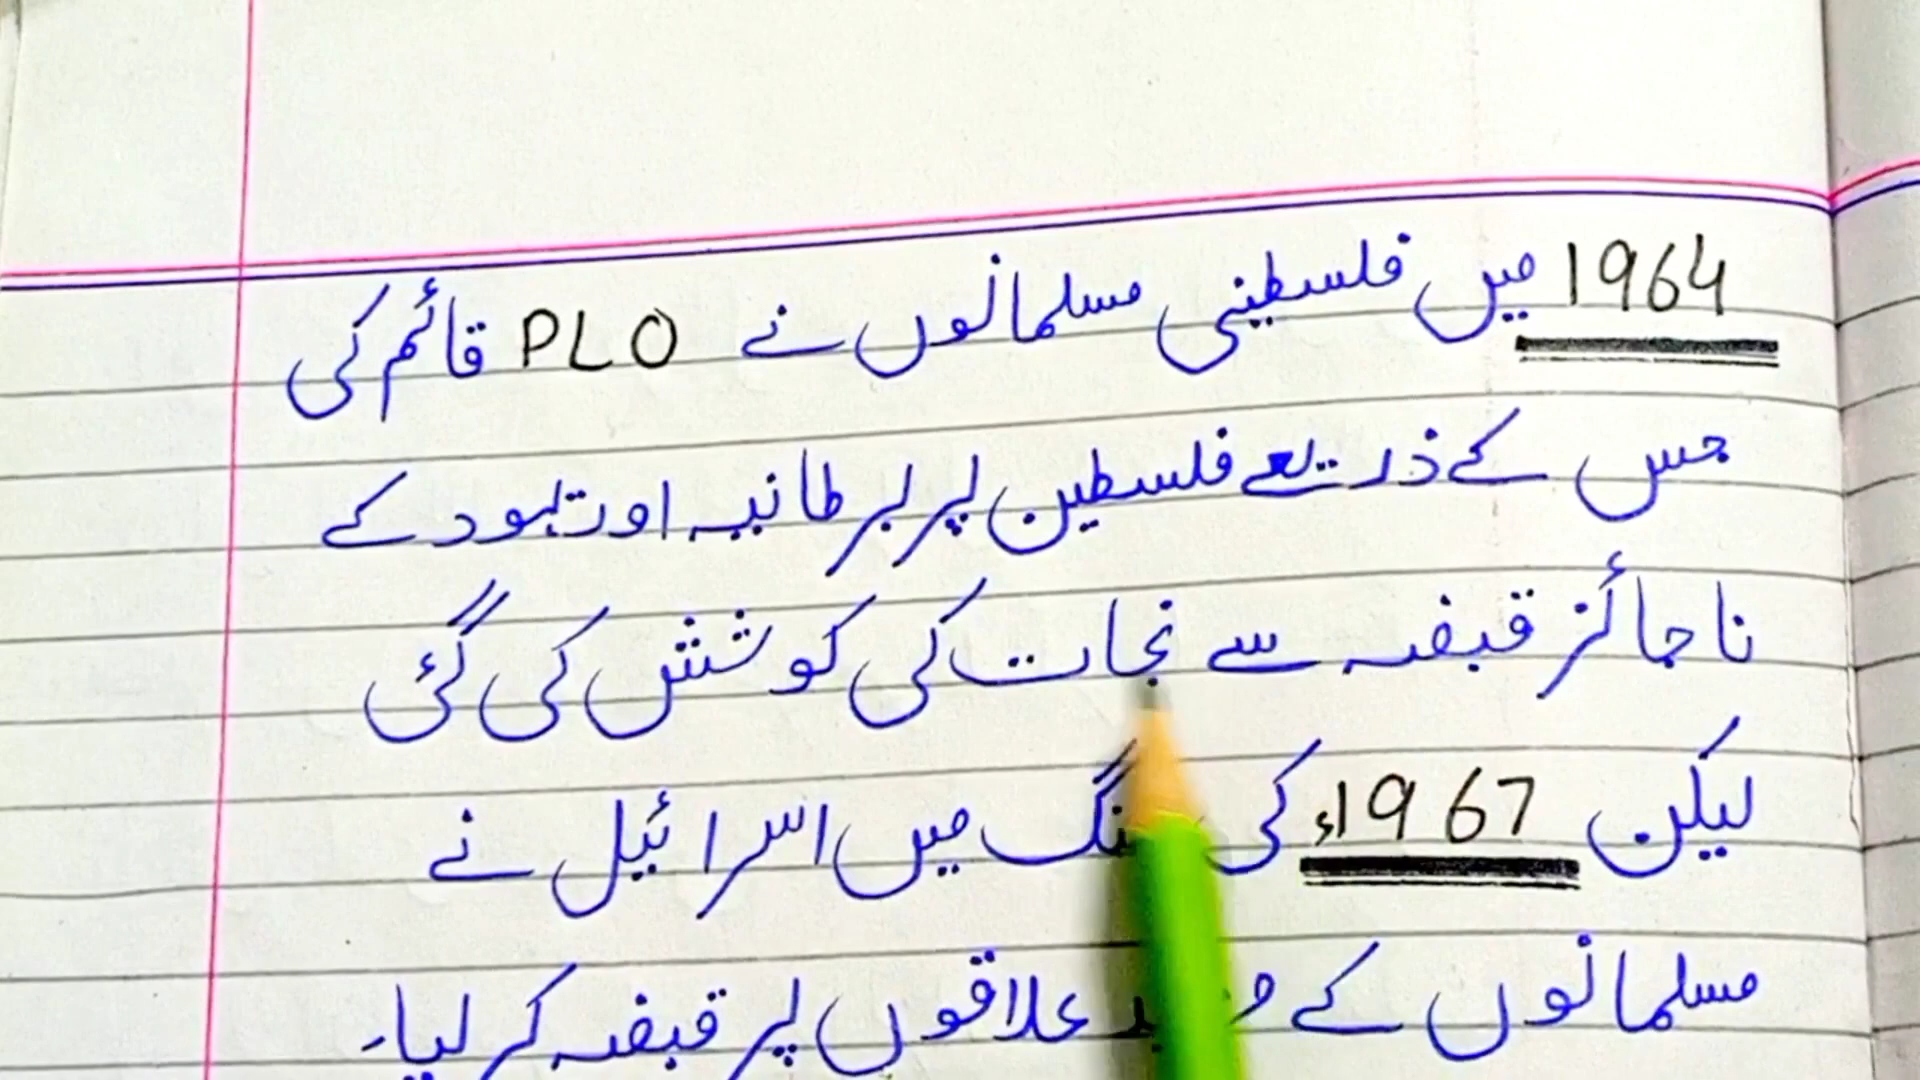 1964 میں فلسطینی مسلمانوں نے PLO قائم کی
جس کے ذریعے فلسطین پر برطانیہ اور یہود کے
ناجائز قبضہ سے نجات کی کوشش کی گئی
لیکن 1967ء کی میں اسرائیل نے
مسلمانوں کے علاقوں پر قبضہ کر لیا۔